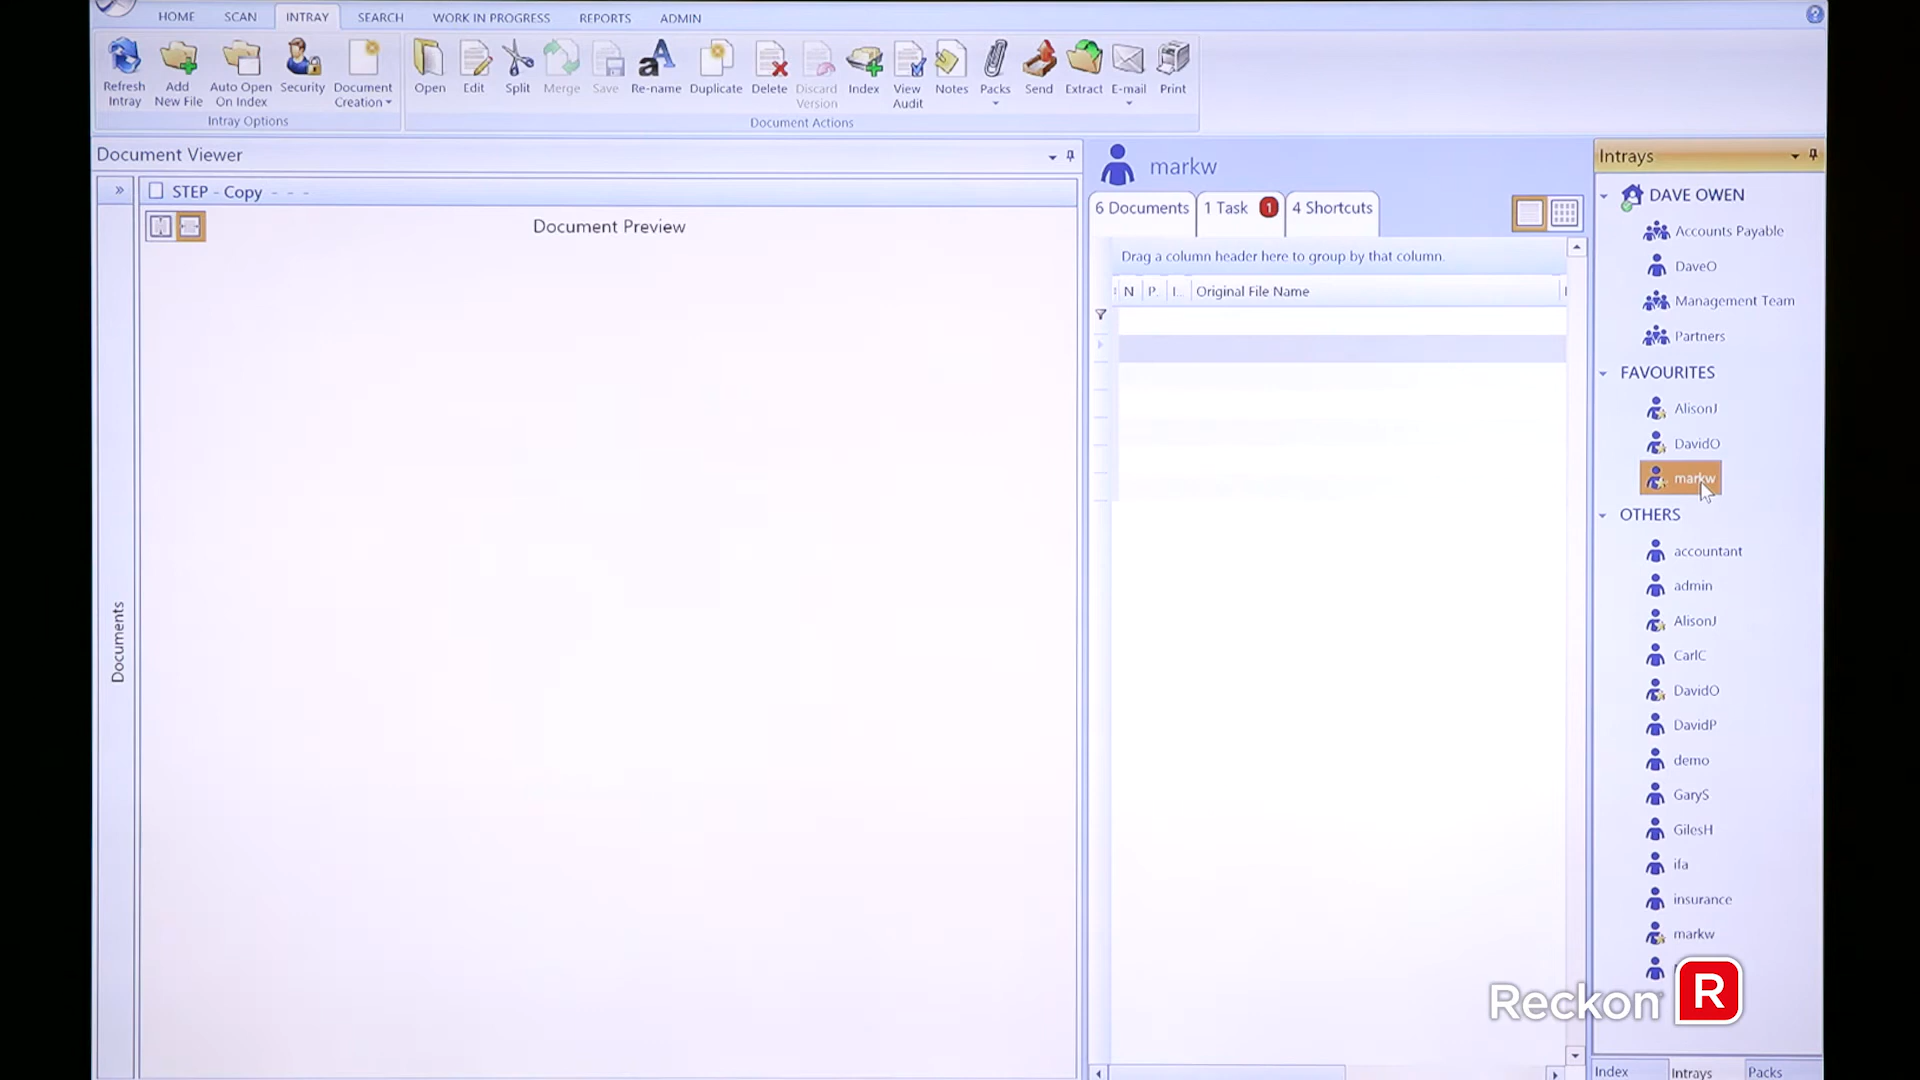 HOME SCAN INTRAY SEARCH WORK IN PROGRESS REPORTS ADMIN
Refresh Intray
Add New File
Auto Open On Index
Security
Document Creation
Intray Options
Open
Edit
Split
Merge
Save
Re-name
Duplicate
Delete
Discard Version
Index
View Audit
Notes
Packs
Send
Extract
E-mail
Print
Document Actions
Document Viewer
STEP - Copy - - -
Document Preview
Documents
markw
6 Documents
1 Task 1
4 Shortcuts
Drag a column header here to group by that column.
N P.. I... Original File Name
Intrays
DAVE OWEN
Accounts Payable
DaveO
Management Team
Partners
FAVOURITES
AlisonJ
DavidO
markw
OTHERS
accountant
admin
AlisonJ
CarlC
DavidO
DavidP
demo
GaryS
GilesH
ifa
insurance
markw
Reckon R
Index Intrays Packs